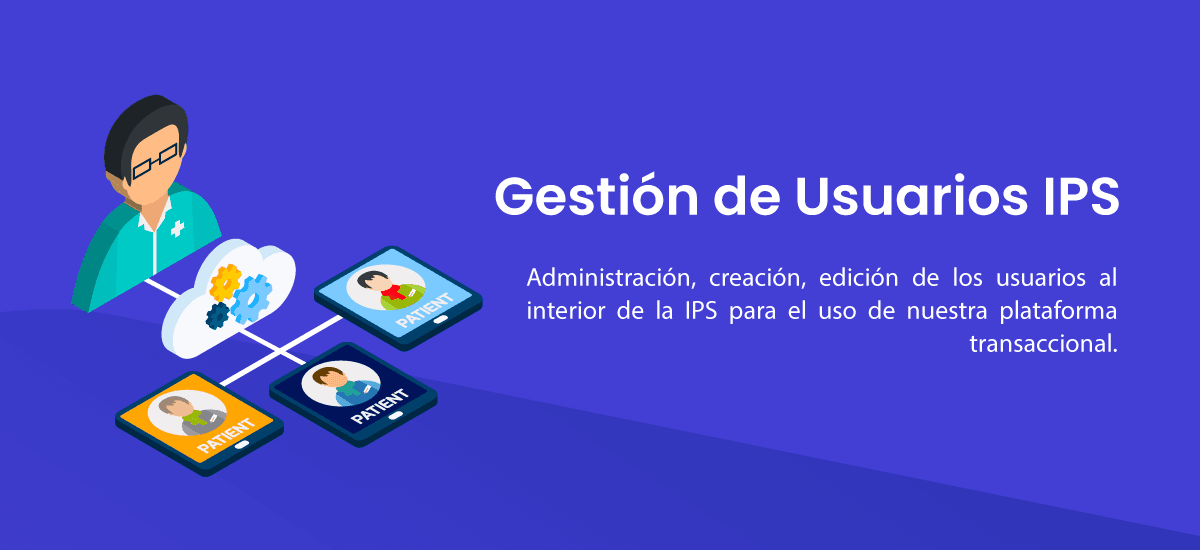 Gestión de Usuarios IPS
Administración, creación, edición de los usuarios al
interior de la IPS para el uso de nuestra plataforma
transaccional.
PATIENT
PATIENT
PATIENT